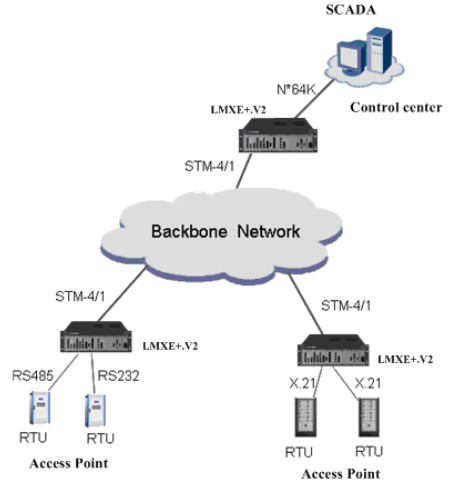 SCADA
N*64K
LMXE+.V2
Control center
STM-4/1
Backbone Network
STM-4/1
STM-4/1
LMXE+.V2
LMXE+.V2
RS485
RS232
X.21
X.21
RTU
RTU
RTU
RTU
Access Point
Access Point